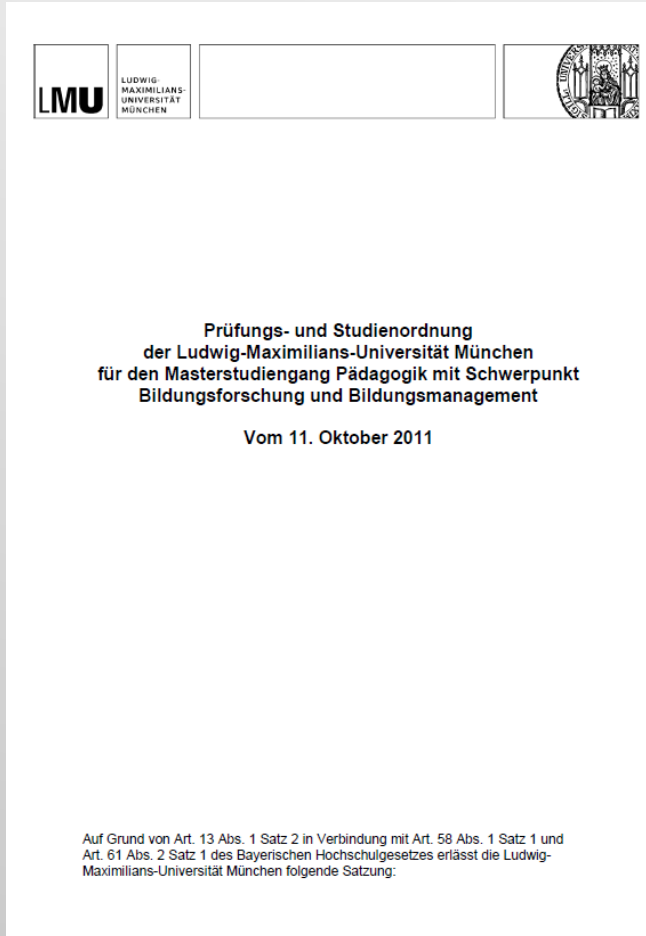 LMU
LUDWIG-
MAXIMILIANS-
UNIVERSITÄT
MÜNCHEN
Prüfungs- und Studienordnung
der Ludwig-Maximilians-Universität München
für den Masterstudiengang Pädagogik mit Schwerpunkt
Bildungsforschung und Bildungsmanagement
Vom 11. Oktober 2011
Auf Grund von Art. 13 Abs. 1 Satz 2 in Verbindung mit Art. 58 Abs. 1 Satz 1 und
Art. 61 Abs. 2 Satz 1 des Bayerischen Hochschulgesetzes erlässt die Ludwig-
Maximilians-Universität München folgende Satzung: